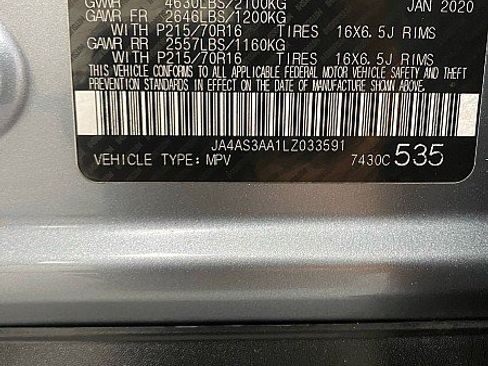 GVWR 4630LBS/2100KG JAN 2020
GAWR FR 2646LBS/1200KG
WITH P215/70R16 TIRES 16X6.5J RIMS
GAWR RR 2557LBS/1160KG
WITH P215/70R16 TIRES 16X6.5J RIMS
THIS VEHICLE CONFORMS TO ALL APPLICABLE FEDERAL MOTOR VEHICLE SAFETY AND THEFT
PREVENTION STANDARDS IN EFFECT ON THE DATE OF MANUFACTURE SHOWN ABOVE.
JA4AS3AA1LZ033591
VEHICLE TYPE:MPV 7430C 535